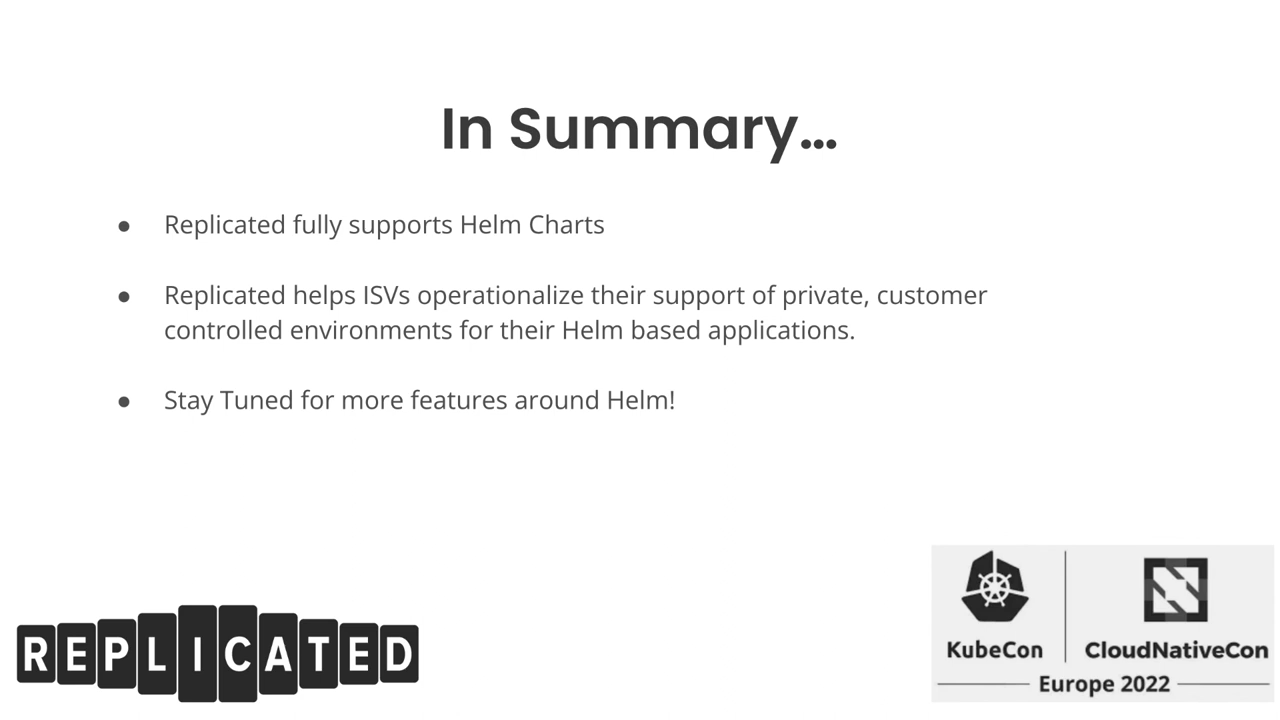 In Summary…
● Replicated fully supports Helm Charts
● Replicated helps ISVs operationalize their support of private, customer
controlled environments for their Helm based applications.
● Stay Tuned for more features around Helm!
REPLICATED
KubeCon
CloudNativeCon
Europe 2022